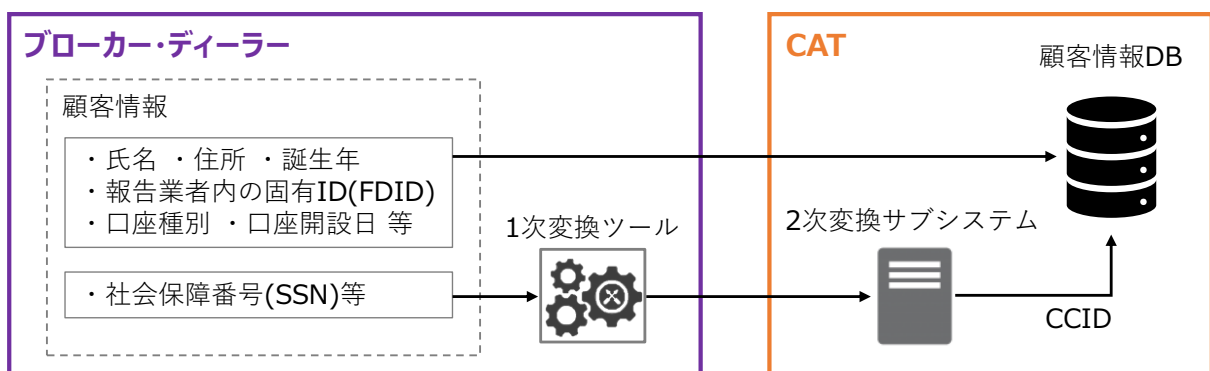 ブローカー・ディーラー
顧客情報
・氏名 ・住所 ・誕生年
・報告業者内の固有ID(FDID)
・口座種別 ・口座開設日 等
・社会保障番号(SSN)等
1次変換ツール
CAT
顧客情報DB
2次変換サブシステム
CCID